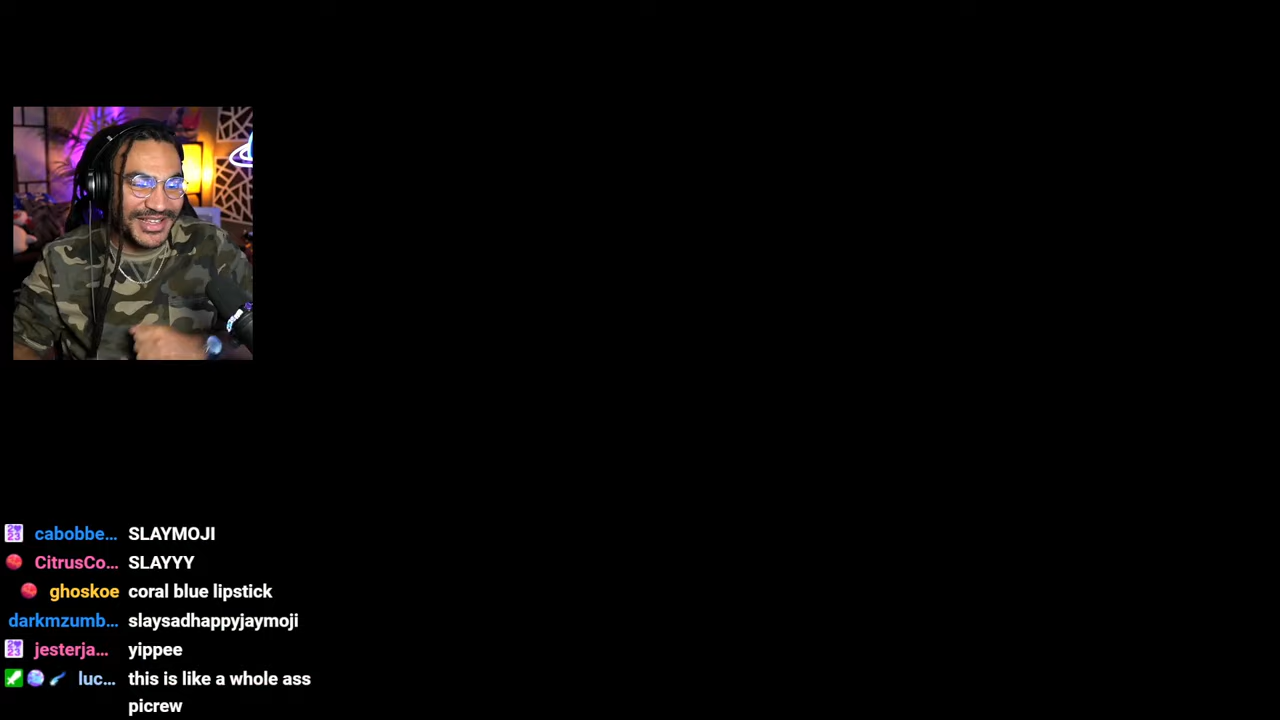 cabobbe… SLAYMOJI
CitrusCo… SLAYYY
ghoskoe coral blue lipstick
darkmzumb… slaysadhappyjaymoji
jesterja… yippee
luc… this is like a whole ass
picrew